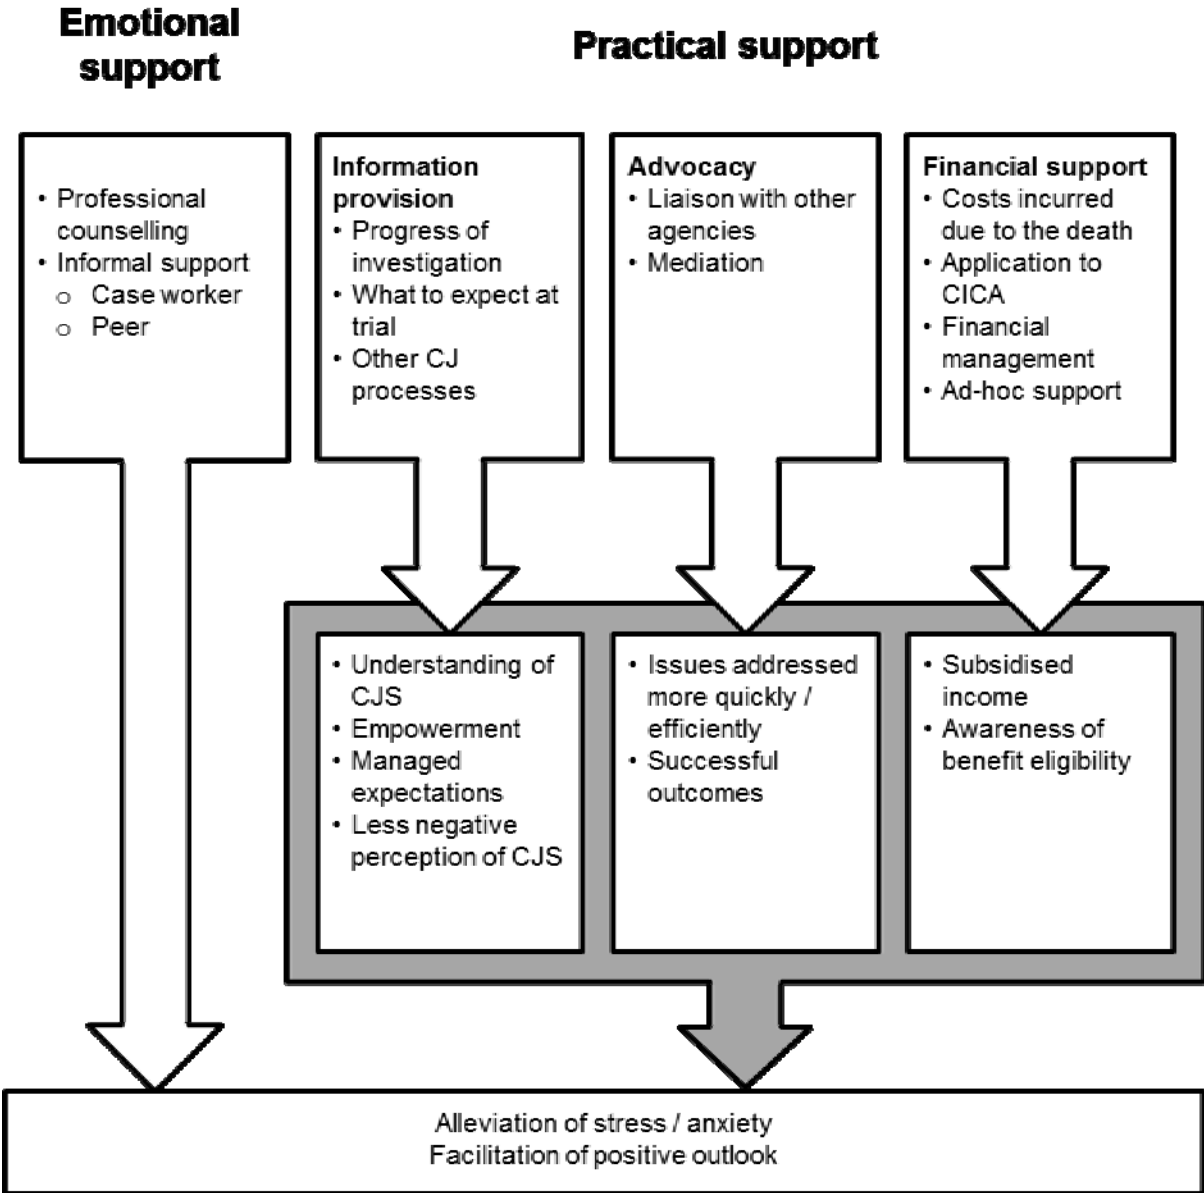 Emotional
support
Practical support
• Professional
counselling
• Informal support
o Case worker
o Peer
Information
provision
• Progress of
investigation
• What to expect at
trial
• Other CJ
processes
Advocacy
• Liaison with other
agencies
• Mediation
Financial support
• Costs incurred
due to the death
• Application to
CICA
• Financial
management
• Ad-hoc support
• Understanding of
CJS
• Empowerment
• Managed
expectations
• Less negative
perception of CJS
• Issues addressed
more quickly /
efficiently
• Successful
outcomes
• Subsidised
income
• Awareness of
benefit eligibility
Alleviation of stress / anxiety
Facilitation of positive outlook